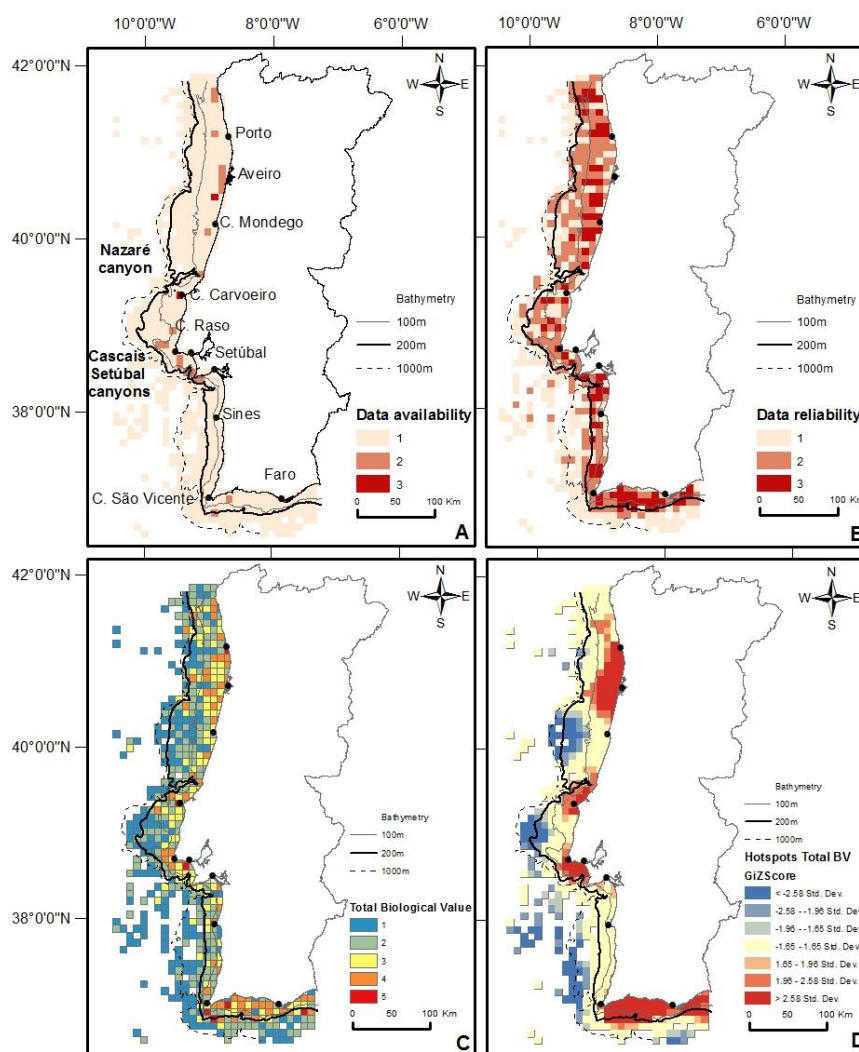 10°0'0"W 8°0'0"W 6°0'0"W 10°0'0"W 8°0'0"W 6°0'0"W
42°0'0"N
40°0'0"N
38°0'0"N
N
W E
S
Porto
Aveiro
C. Mondego
Nazaré
canyon
C. Carvoeiro
C. Raso
Cascais
Setúbal
canyons
Setúbal
Sines
Faro
C. São Vicente
Bathymetry
100m
200m
1000m
Data availability
1
2
3
0 50 100 Km
A
N
W E
S
Bathymetry
100m
200m
1000m
Data reliability
1
2
3
0 50 100 Km
B
42°0'0"N
40°0'0"N
38°0'0"N
N
W E
S
Bathymetry
100m
200m
1000m
Total Biological Value
1
2
3
4
5
0 50 100 Km
C
N
W E
S
Bathymetry
100m
200m
1000m
Hotspots Total BV
GiZScore
< -2.58 Std. Dev.
-2.58 - -1.96 Std. Dev.
-1.96 - -1.65 Std. Dev.
-1.65 - 1.65 Std. Dev.
1.65 - 1.96 Std. Dev.
1.96 - 2.58 Std. Dev.
> 2.58 Std. Dev.
0 50 100 Km
D